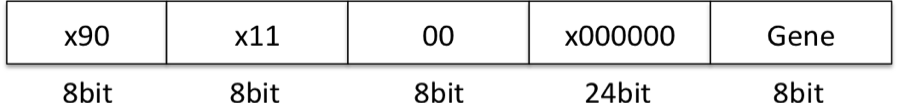 x90 x11 00 x000000 Gene
8bit 8bit 8bit 24bit 8bit